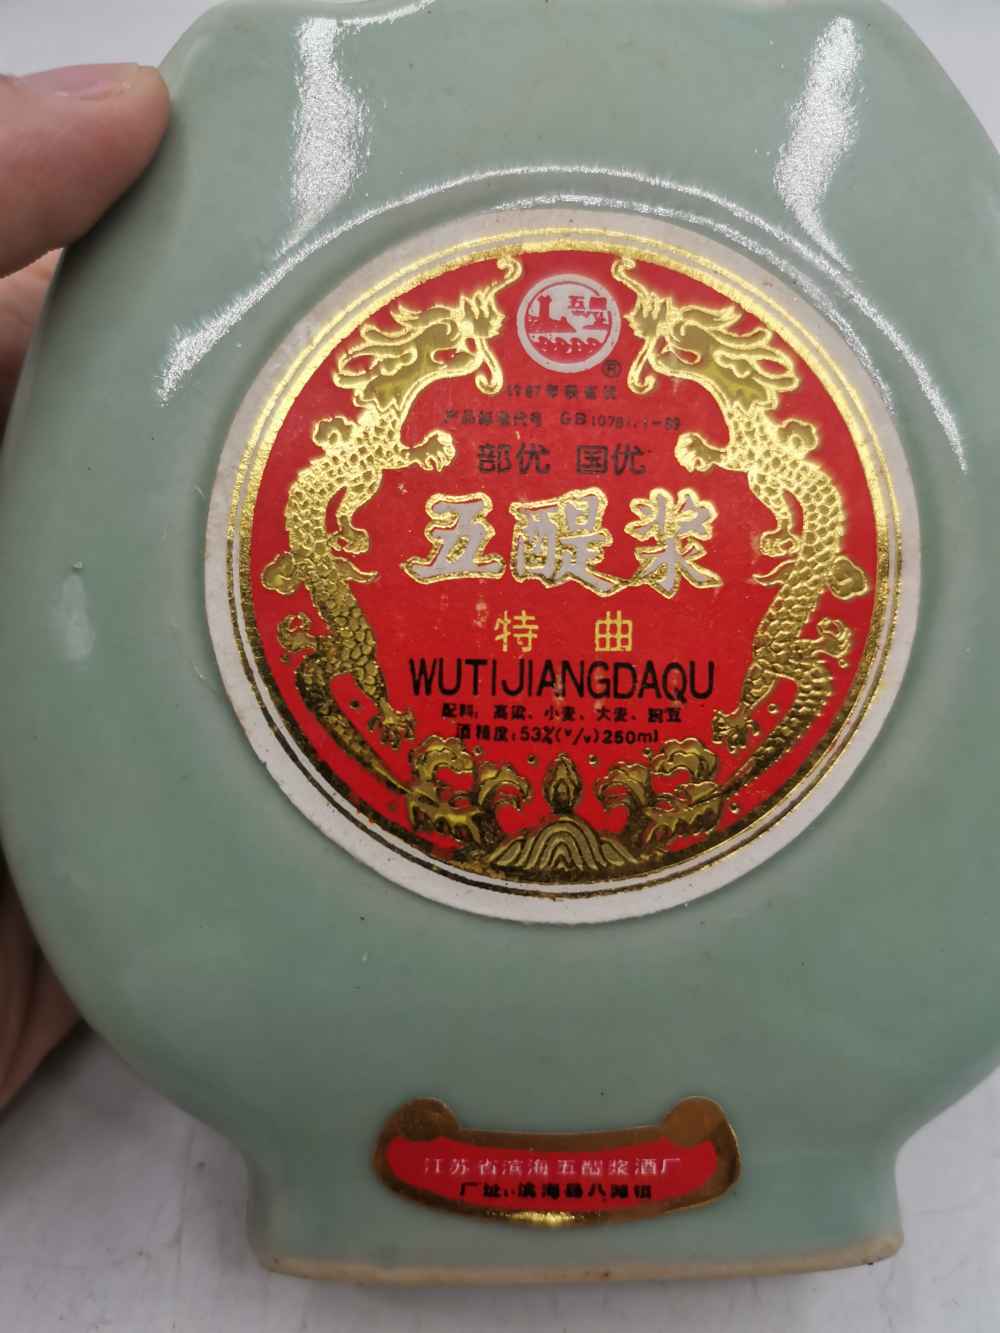 五醍
®
1987年获省优
产品标准代号 GB10781.1-89
部优 国优
五醍浆
特曲
WUTIJIANGDAQU
配料：高粱、小麦、大麦、豌豆
酒精度：53%(V/V)250ml
江苏省滨海五醍浆酒厂
厂址：滨海县八滩镇